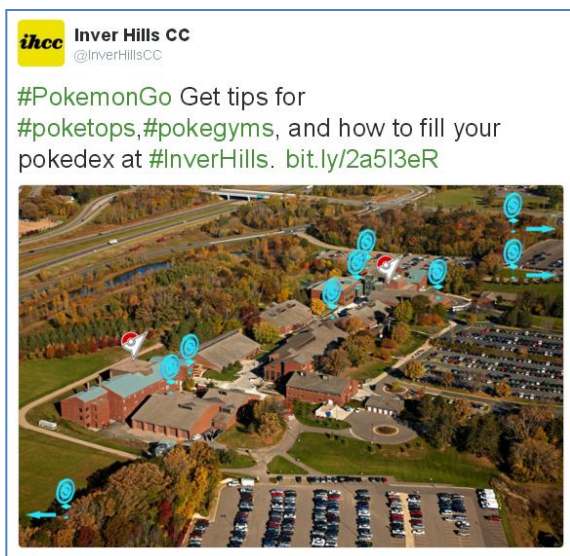 ihcc
Inver Hills CC
@InverHillsCC
#PokemonGo Get tips for
#poketops,#pokegyms, and how to fill your
pokedex at #InverHills. bit.ly/2a5I3eR